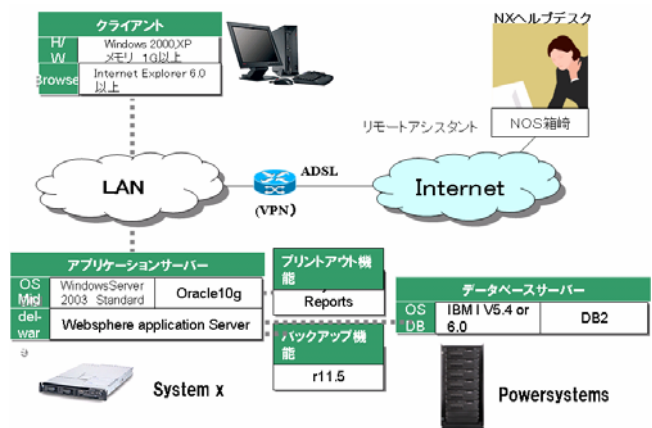 クライアント
H/
W
Windows 2000,XP
メモリ 1G以上
Browse
Internet Explorer 6.0
以上
NXヘルプデスク
リモートアシスタント
NOS箱崎
LAN
ADSL
(VPN)
Internet
アプリケーションサーバー
OS
WindowsServer
2003 Standard
Oracle10g
Mid
del-
war
e
Websphere application Server
プリントアウト機
能
Reports
バックアップ機
能
r11.5
データベースサーバー
OS
DB
IBM I V5.4 or
6.0
DB2
System x
Powersystems